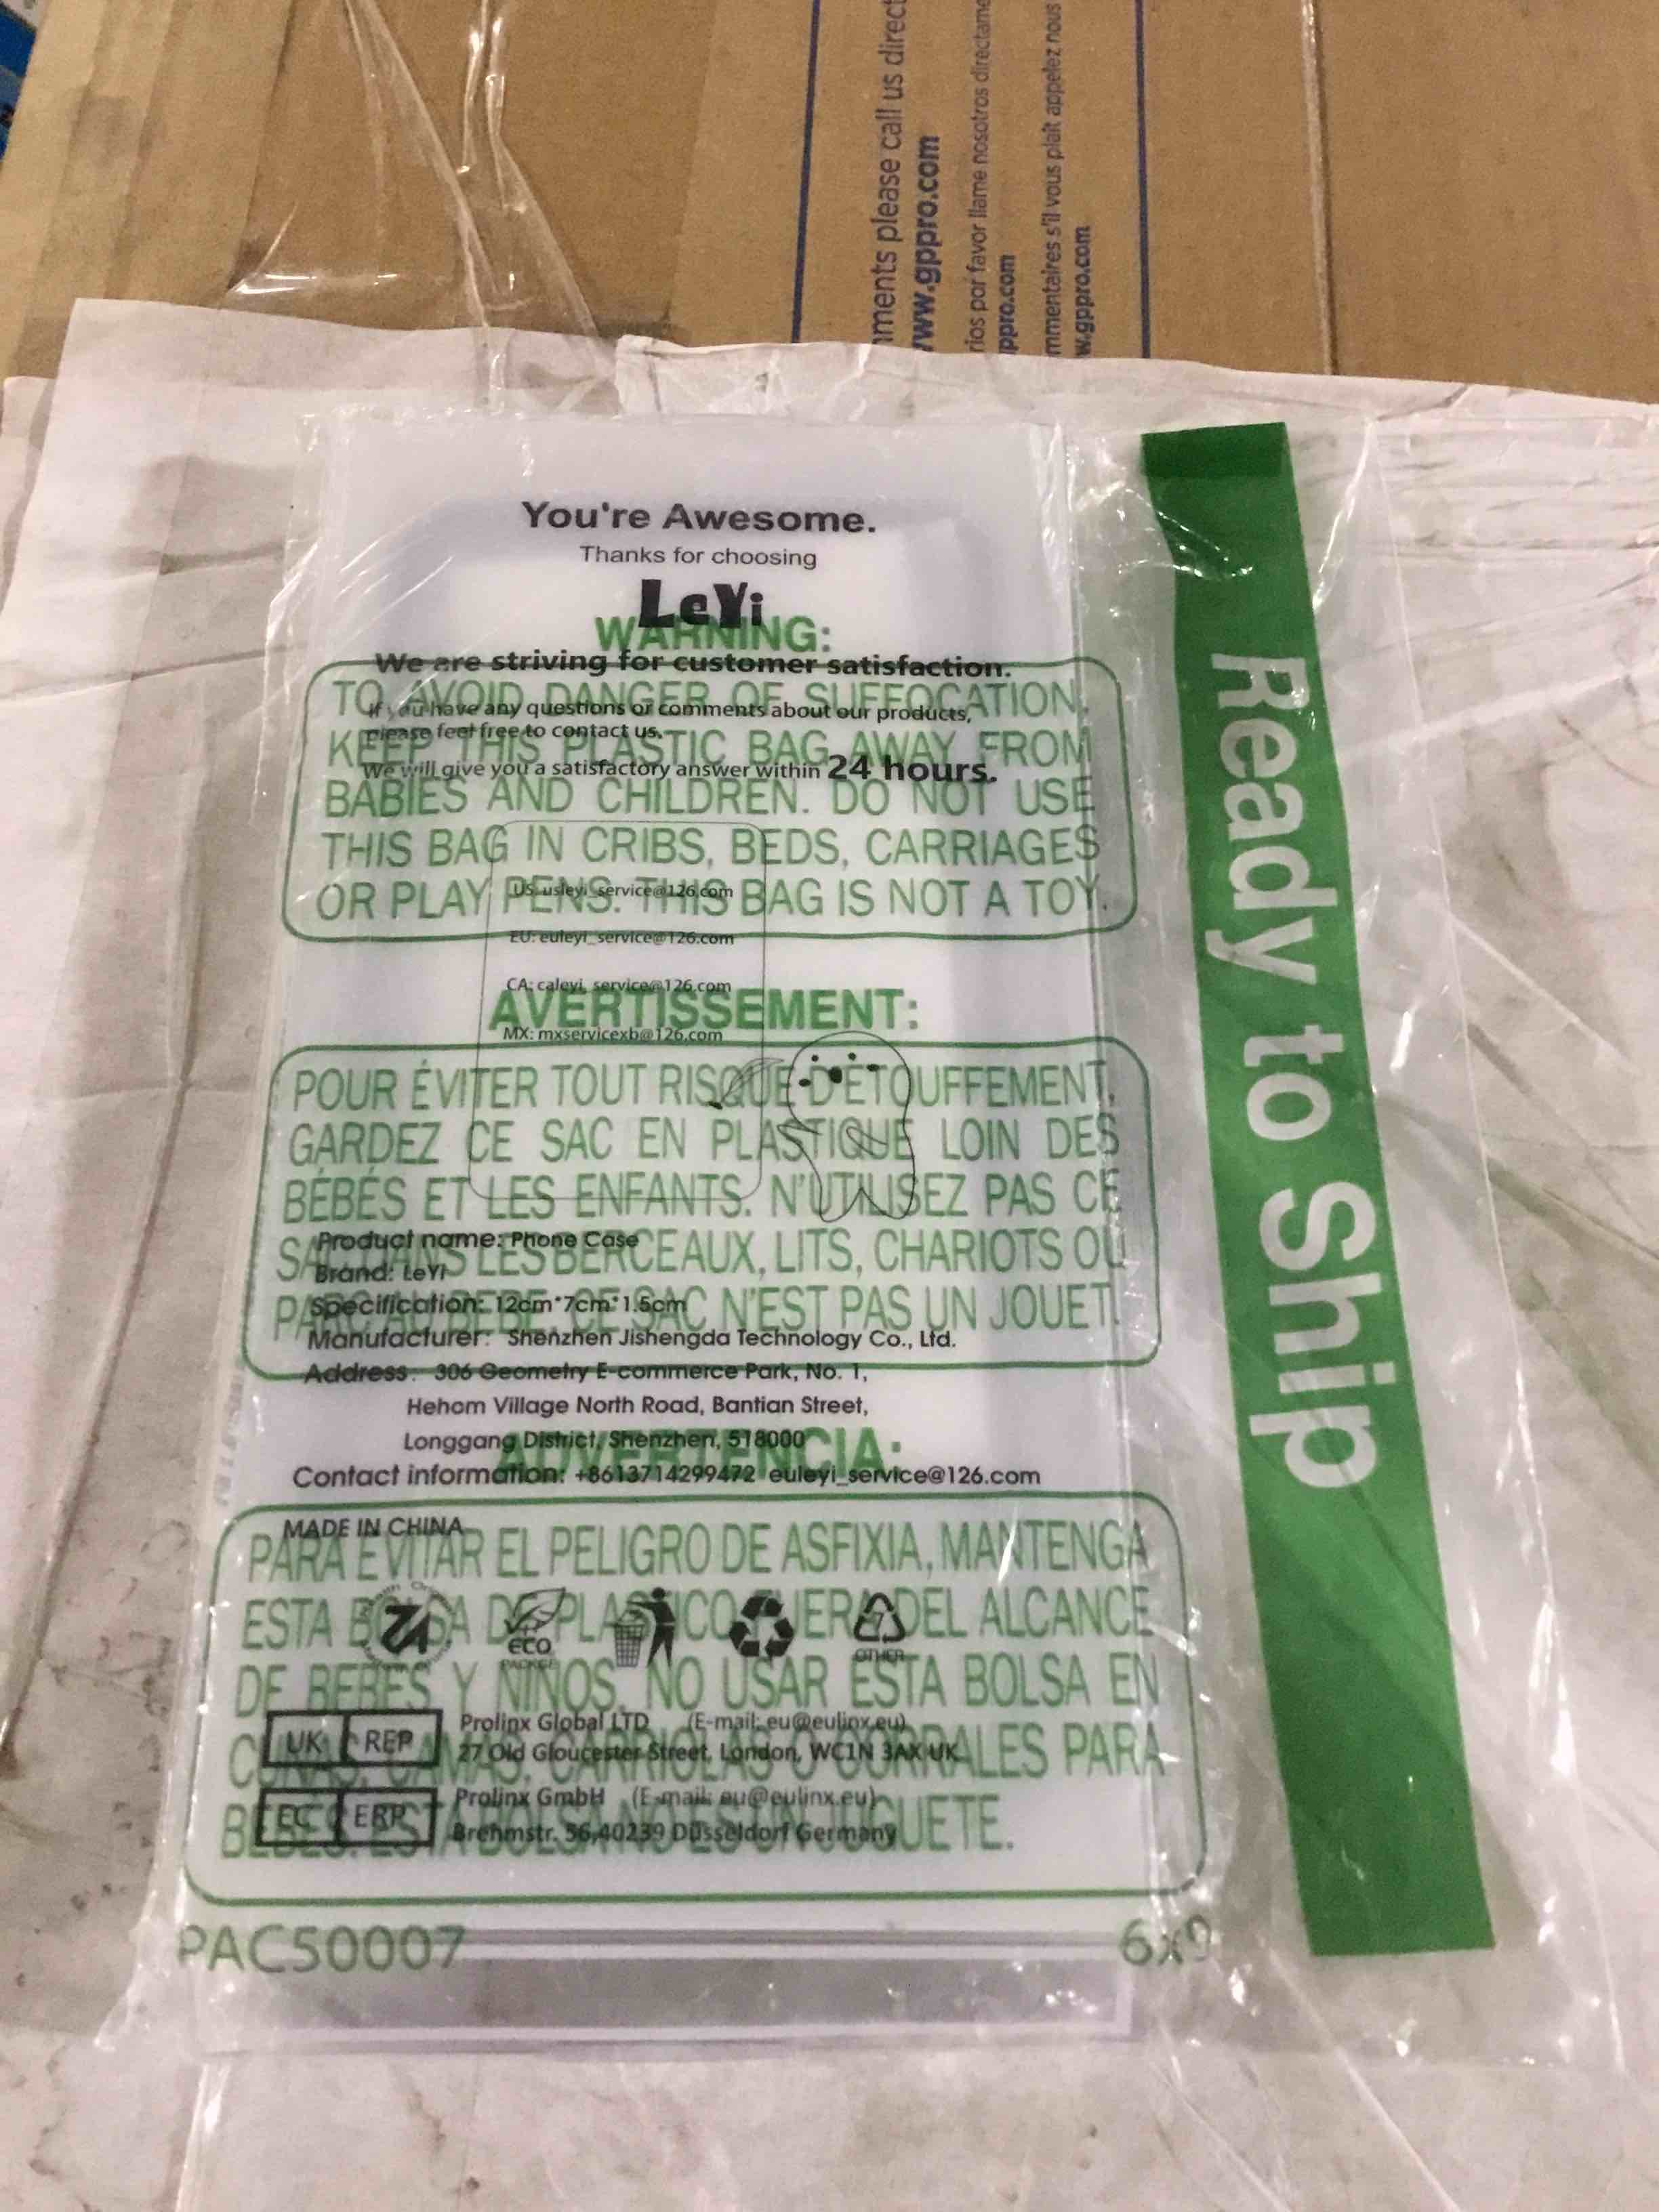 ments please call us direct
www.gppro.com
rios por favor llame nosotros directame
ppro.com
mmentaires s'il vous plaît appelez nous
w.gppro.com
You're Awesome.
Thanks for choosing
LeYi
We are striving for customer satisfaction.
If you have any questions or comments about our products,
please feel free to contact us.
We will give you a satisfactory answer within 24 hours.
US: usleyi_service@126.com
EU: euleyi_service@126.com
CA: caleyi_service@126.com
MX: mxservicexb@126.com
Product name: Phone Case
Brand: LeYi
Specification: 12cm*7cm*1.5cm
Manufacturer: Shenzhen Jishengda Technology Co., Ltd.
Address: 306 Geometry E-commerce Park, No. 1,
Hehom Village North Road, Bantian Street,
Longgang District, Shenzhen, 518000
Contact information: +8613714299472 euleyi_service@126.com
MADE IN CHINA
ECO
PACKAGE
7
OTHER
UK REP
Prolinx Global LTD (E-mail: eu@eulinx.eu)
27 Old Gloucester Street, London, WC1N 3AX UK
EC ERP
Prolinx GmbH (E-mail: eu@eulinx.eu)
Brehmstr. 56,40239 Düsseldorf Germany
WARNING:
TO AVOID DANGER OF SUFFOCATION,
KEEP THIS PLASTIC BAG AWAY FROM
BABIES AND CHILDREN. DO NOT USE
THIS BAG IN CRIBS, BEDS, CARRIAGES
OR PLAY PENS. THIS BAG IS NOT A TOY.
AVERTISSEMENT:
POUR ÉVITER TOUT RISQUE D'ÉTOUFFEMENT,
GARDEZ CE SAC EN PLASTIQUE LOIN DES
BÉBÉS ET LES ENFANTS. N'UTILISEZ PAS CE
SAC DANS LES BERCEAUX, LITS, CHARIOTS OU
PARC AU BÉBÉ. CE SAC N'EST PAS UN JOUET.
ADVERTENCIA:
PARA EVITAR EL PELIGRO DE ASFIXIA, MANTENGA
ESTA BOLSA DE PLASTICO FUERA DEL ALCANCE
DE BEBES Y NIÑOS. NO USAR ESTA BOLSA EN
CUNAS, CAMAS, CARRIOLAS O CORRALES PARA
BEBÉS. ESTA BOLSA NO ES UN JUGUETE.
PAC50007
6x9
Ready to Ship